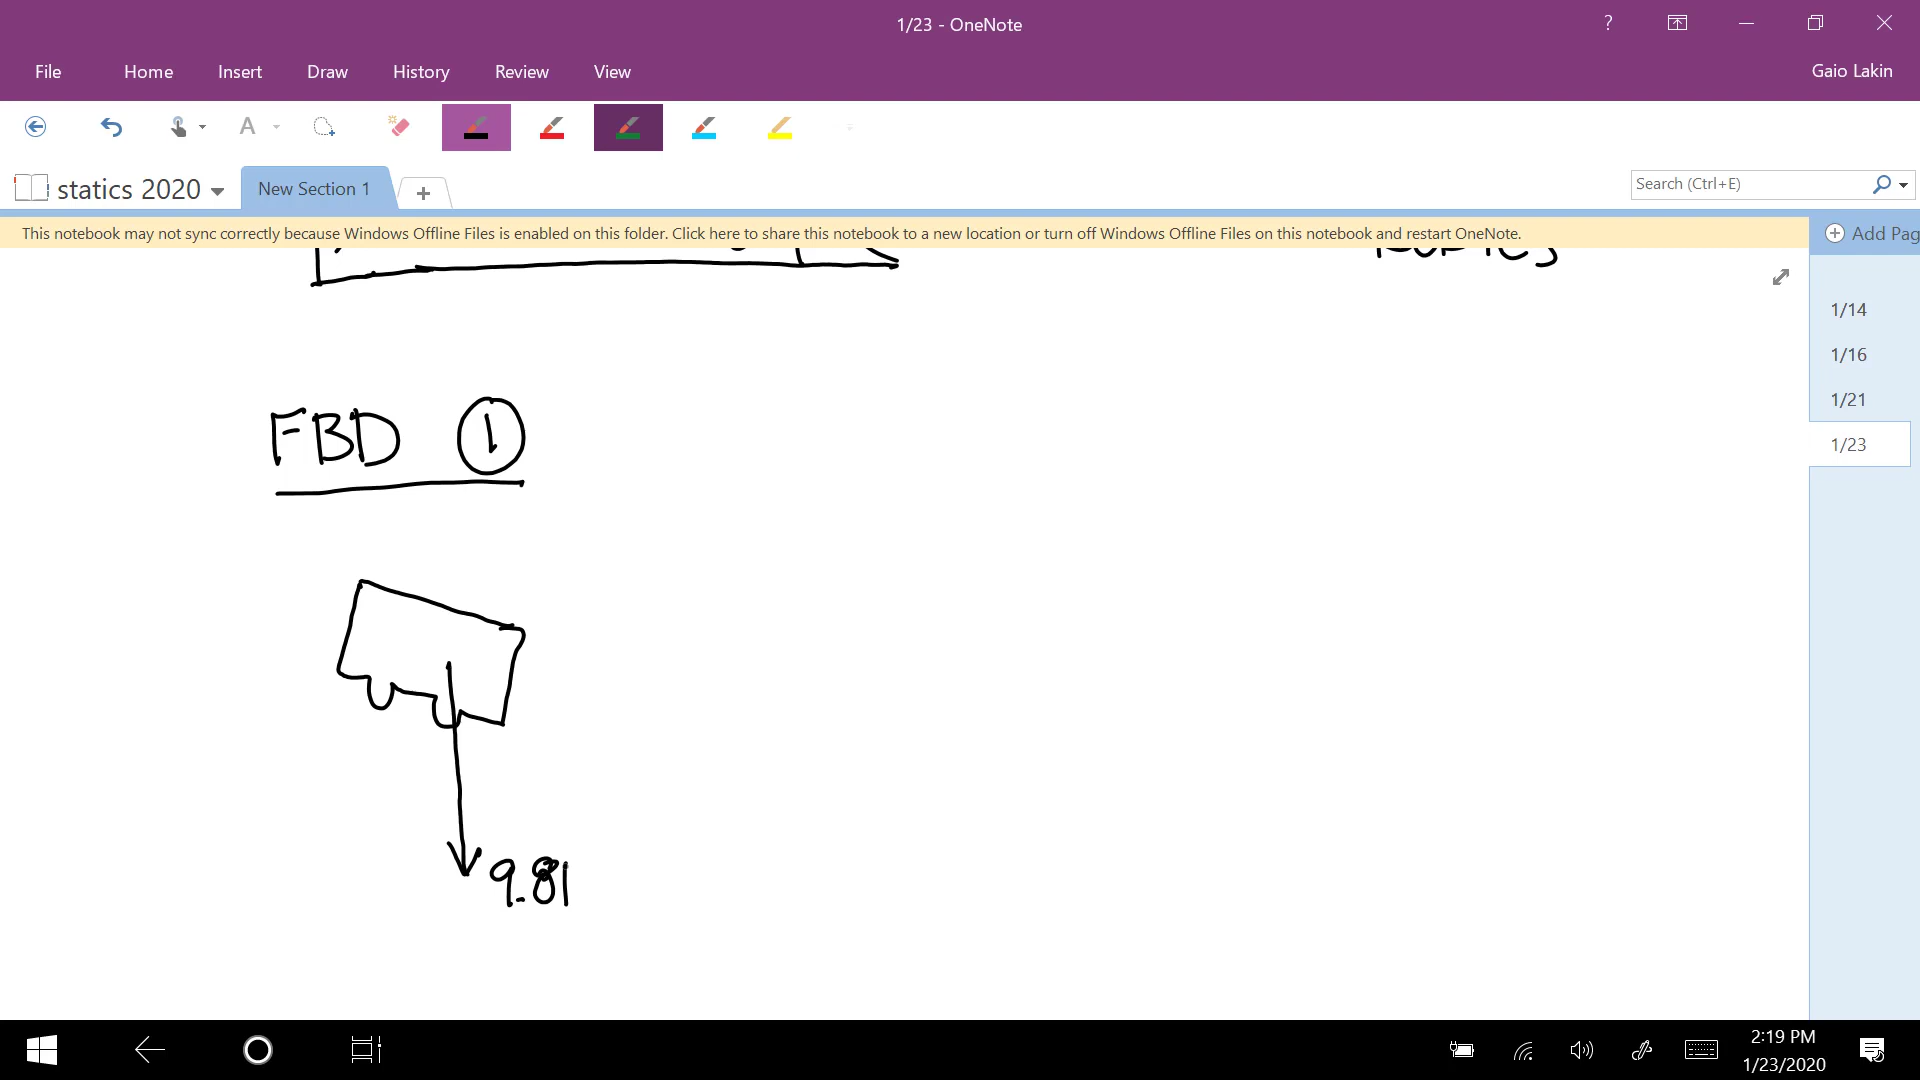 1/23 - OneNote
?
File Home Insert Draw History Review View
Gaio Lakin
A
statics 2020
New Section 1
+
Search (Ctrl+E)
This notebook may not sync correctly because Windows Offline Files is enabled on this folder. Click here to share this notebook to a new location or turn off Windows Offline Files on this notebook and restart OneNote.
Add Pag
1/14
1/16
1/21
1/23
FBD 1
9.81
2:19 PM
1/23/2020